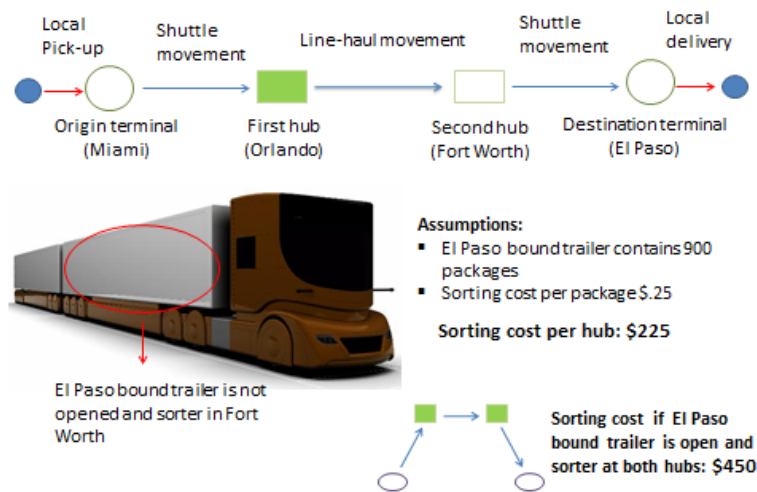 Local
Pick-up
Shuttle
movement
Line-haul movement
Shuttle
movement
Local
delivery
Origin terminal
(Miami)
First hub
(Orlando)
Second hub
(Fort Worth)
Destination terminal
(El Paso)
Assumptions:
▪ El Paso bound trailer contains 900
packages
▪ Sorting cost per package $.25
Sorting cost per hub: $225
El Paso bound trailer is not
opened and sorter in Fort
Worth
Sorting cost if El Paso
bound trailer is open and
sorter at both hubs: $450